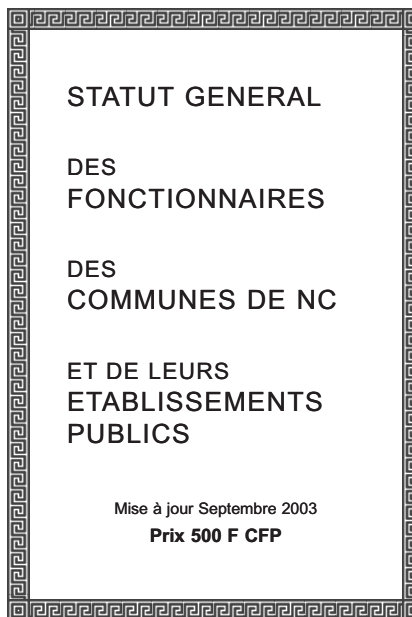 STATUT GENERAL
DES
FONCTIONNAIRES
DES
COMMUNES DE NC
ET DE LEURS
ETABLISSEMENTS
PUBLICS
Mise à jour Septembre 2003
Prix 500 F CFP